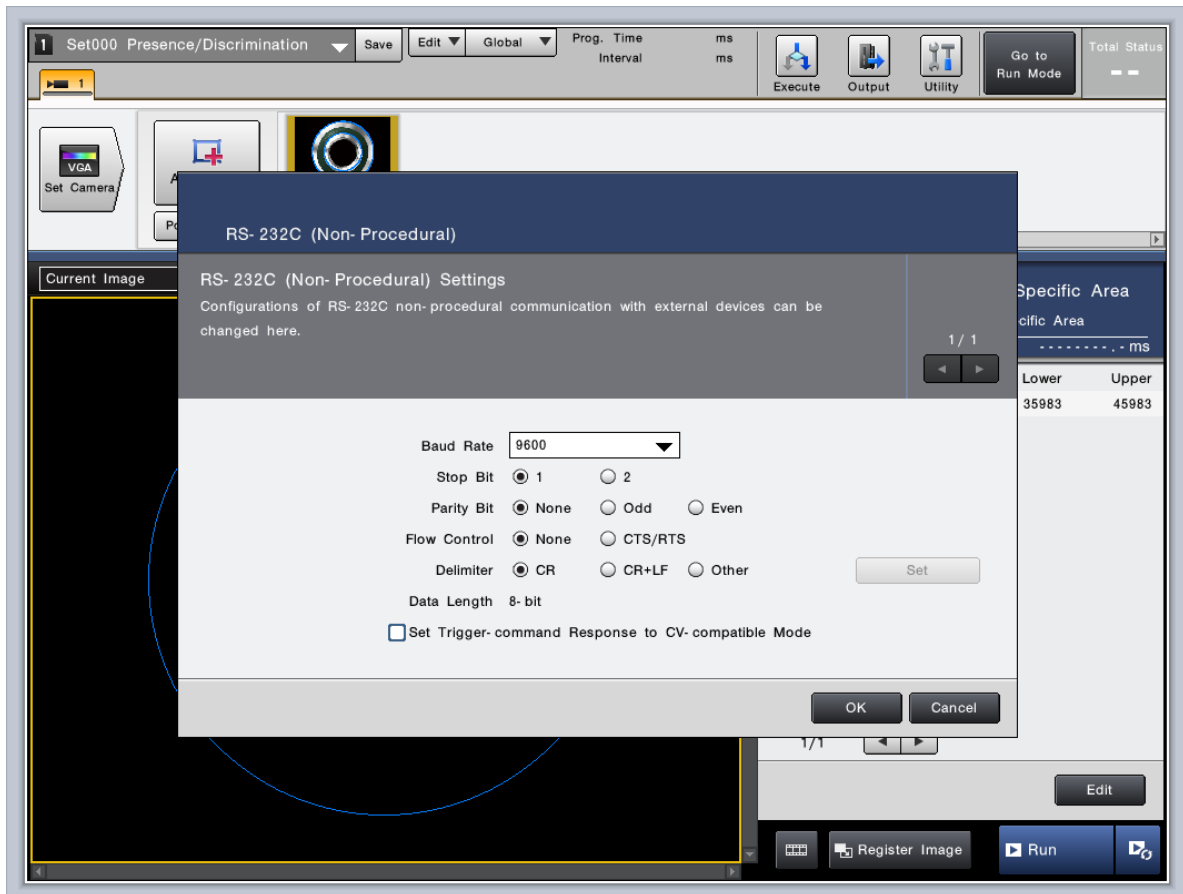 1 Set000 Presence/Discrimination Save Edit Global Prog. Time ms
Interval ms
Execute Output Utility
Go to
Run Mode
Total Status
--
1
VGA
Set Camera
RS-232C (Non-Procedural)
Current Image
RS-232C (Non-Procedural) Settings
Configurations of RS-232C non-procedural communication with external devices can be
changed here.
1/1
Specific Area
cific Area
--------.-ms
Lower Upper
35983 45983
Baud Rate 9600
Stop Bit 1 2
Parity Bit None Odd Even
Flow Control None CTS/RTS
Delimiter CR CR+LF Other Set
Data Length 8-bit
Set Trigger-command Response to CV-compatible Mode
OK Cancel
1/1
Edit
Register Image Run